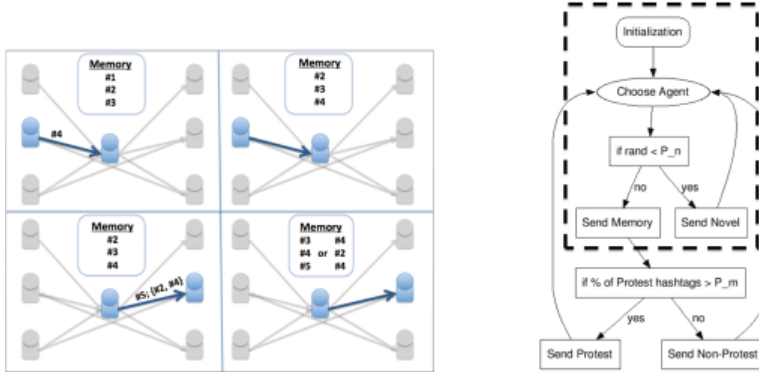 Memory
#1
#2
#3
#4
Memory
#2
#3
#4
Memory
#2
#3
#4
#5; {#2, #4}
Memory
#3 #4
#4 or #2
#5 #4
Initialization
Choose Agent
if rand < P_n
no
yes
Send Memory
Send Novel
if % of Protest hashtags > P_m
yes
no
Send Protest
Send Non-Protest